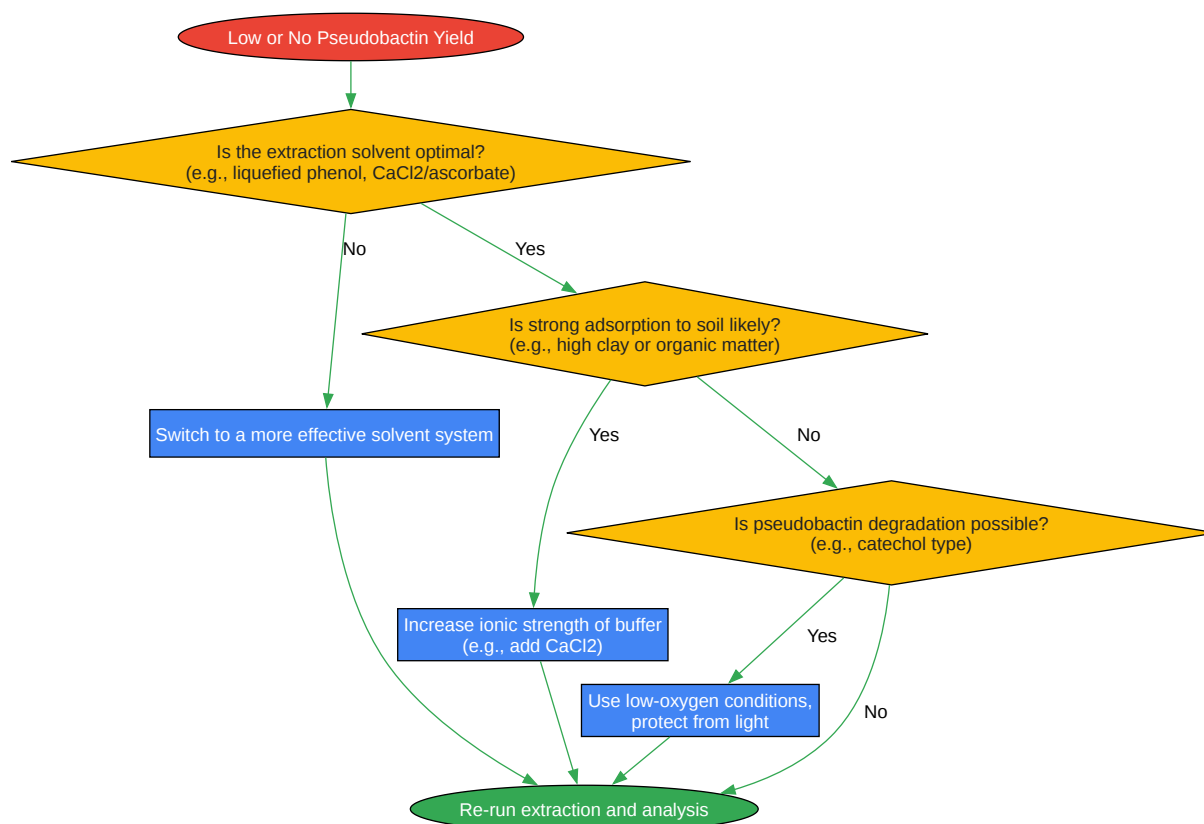 Low or No Pseudobactin Yield
Is the extraction solvent optimal?
(e.g., liquefied phenol, CaCl2/ascorbate)
No
Yes
Is strong adsorption to soil likely?
(e.g., high clay or organic matter)
Switch to a more effective solvent system
Yes
No
Is pseudobactin degradation possible?
(e.g., catechol type)
Increase ionic strength of buffer
(e.g., add CaCl2)
Yes
Use low-oxygen conditions,
protect from light
No
Re-run extraction and analysis